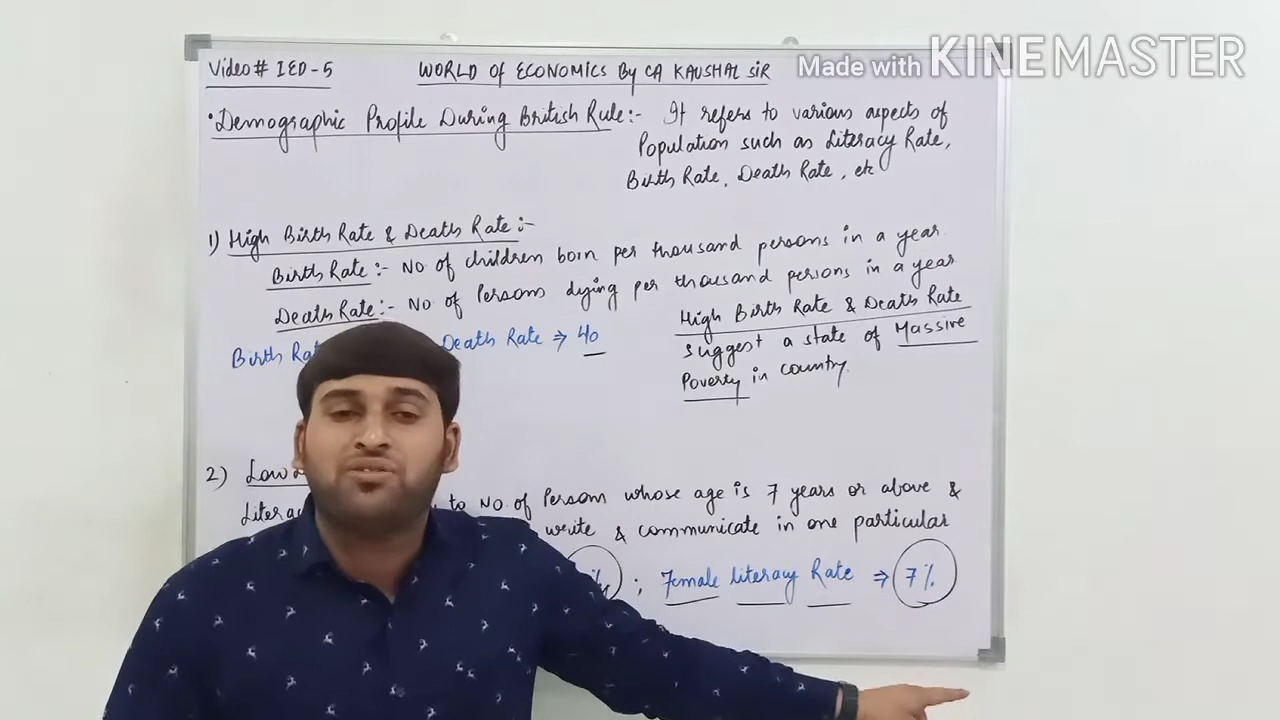 Video# IED-5
WORLD OF ECONOMICS BY CA KAUSHAL SIR
Made with KINEMASTER
•Demographic Profile During British Rule:- It refers to various aspects of
Population such as Literacy Rate,
Birth Rate, Death Rate, etc
1) High Birth Rate & Death Rate:-
Birth Rate:- No of children born per thousand persons in a year.
Death Rate:- No of Persons dying per thousand persons in a year
Birth Death Rate ⇒ 40
High Birth Rate & Death Rate
suggest a state of Massive
Poverty in country.
2) Low
to No. of Persons whose age is 7 years or above &
write & communicate in one particular
; Female literacy Rate ⇒ 7%.